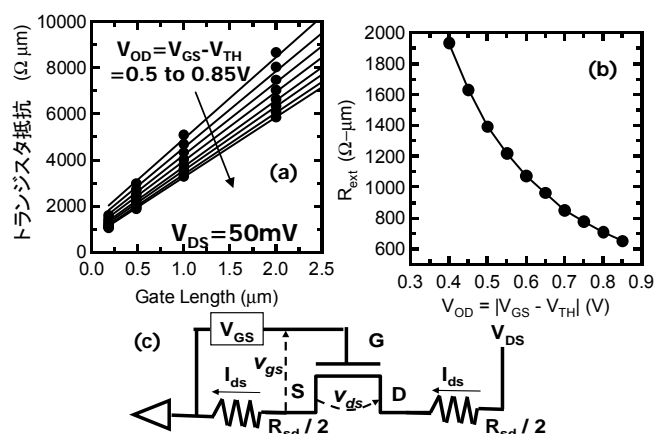 10000
8000
6000
4000
2000
0
トランジスタ抵抗
(Ω μm)
V_OD=V_GS-V_TH
=0.5 to 0.85V
(a)
V_DS=50mV
0.0 0.5 1.0 1.5 2.0 2.5
Gate Length (μm)
2000
1800
1600
1400
1200
1000
800
600
R_ext (Ω−μm)
(b)
0.3 0.4 0.5 0.6 0.7 0.8 0.9
V_OD = |V_GS - V_TH| (V)
(c)
V_GS
v_gs
G
V_DS
I_ds
S
v_ds
D
I_ds
R_sd / 2
R_sd / 2